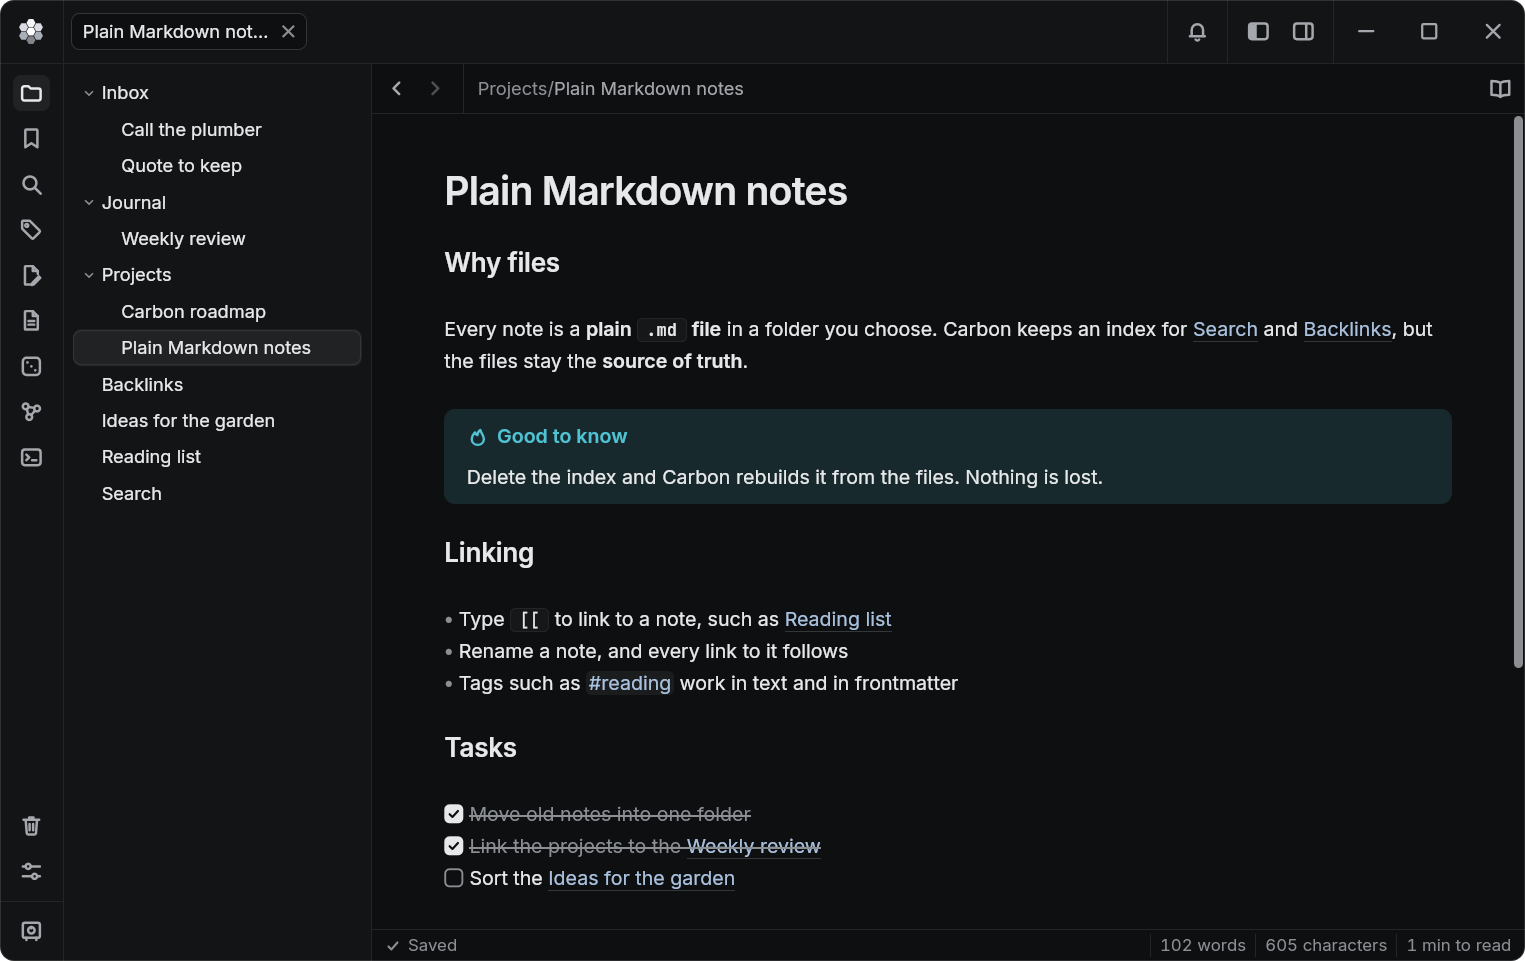 Plain Markdown not...
Inbox
Call the plumber
Quote to keep
Journal
Weekly review
Projects
Carbon roadmap
Plain Markdown notes
Backlinks
Ideas for the garden
Reading list
Search
Projects/Plain Markdown notes
Plain Markdown notes
Why files
Every note is a plain .md file in a folder you choose. Carbon keeps an index for Search and Backlinks, but
the files stay the source of truth.
Good to know
Delete the index and Carbon rebuilds it from the files. Nothing is lost.
Linking
• Type [[ to link to a note, such as Reading list
• Rename a note, and every link to it follows
• Tags such as #reading work in text and in frontmatter
Tasks
Move old notes into one folder
Link the projects to the Weekly review
Sort the Ideas for the garden
Saved
102 words
605 characters
1 min to read